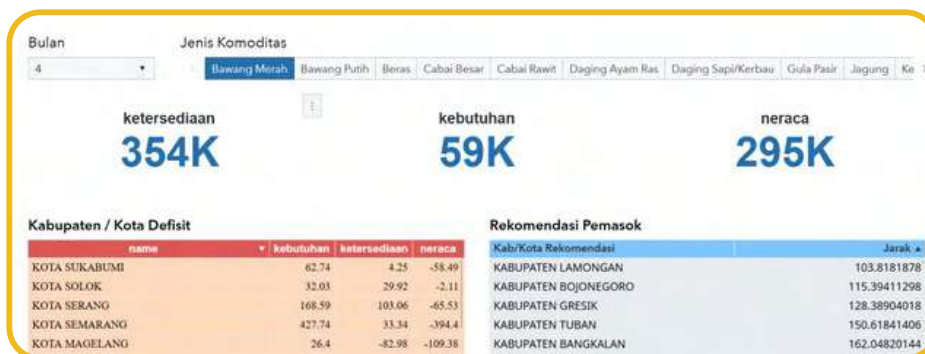 Bulan
Jenis Komoditas
4
Bawang Merah Bawang Putih Beras Cabai Besar Cabai Rawit Daging Ayam Ras Daging Sapi/Kerbau Gula Pasir Jagung Ke
ketersediaan
354K
kebutuhan
59K
neraca
295K
Kabupaten / Kota Defisit
name kebutuhan ketersediaan neraca
KOTA SUKABUMI 62.74 4.25 -58.49
KOTA SOLOK 32.03 29.92 -2.11
KOTA SERANG 168.59 103.06 -65.53
KOTA SEMARANG 427.74 33.34 -394.4
KOTA MAGELANG 26.4 -82.98 -109.38
Rekomendasi Pemasok
Kab/Kota Rekomendasi Jarak
KABUPATEN LAMONGAN 103.8181878
KABUPATEN BOJONEGORO 115.39411298
KABUPATEN GRESIK 128.38904018
KABUPATEN TUBAN 150.61841406
KABUPATEN BANGKALAN 162.04820144